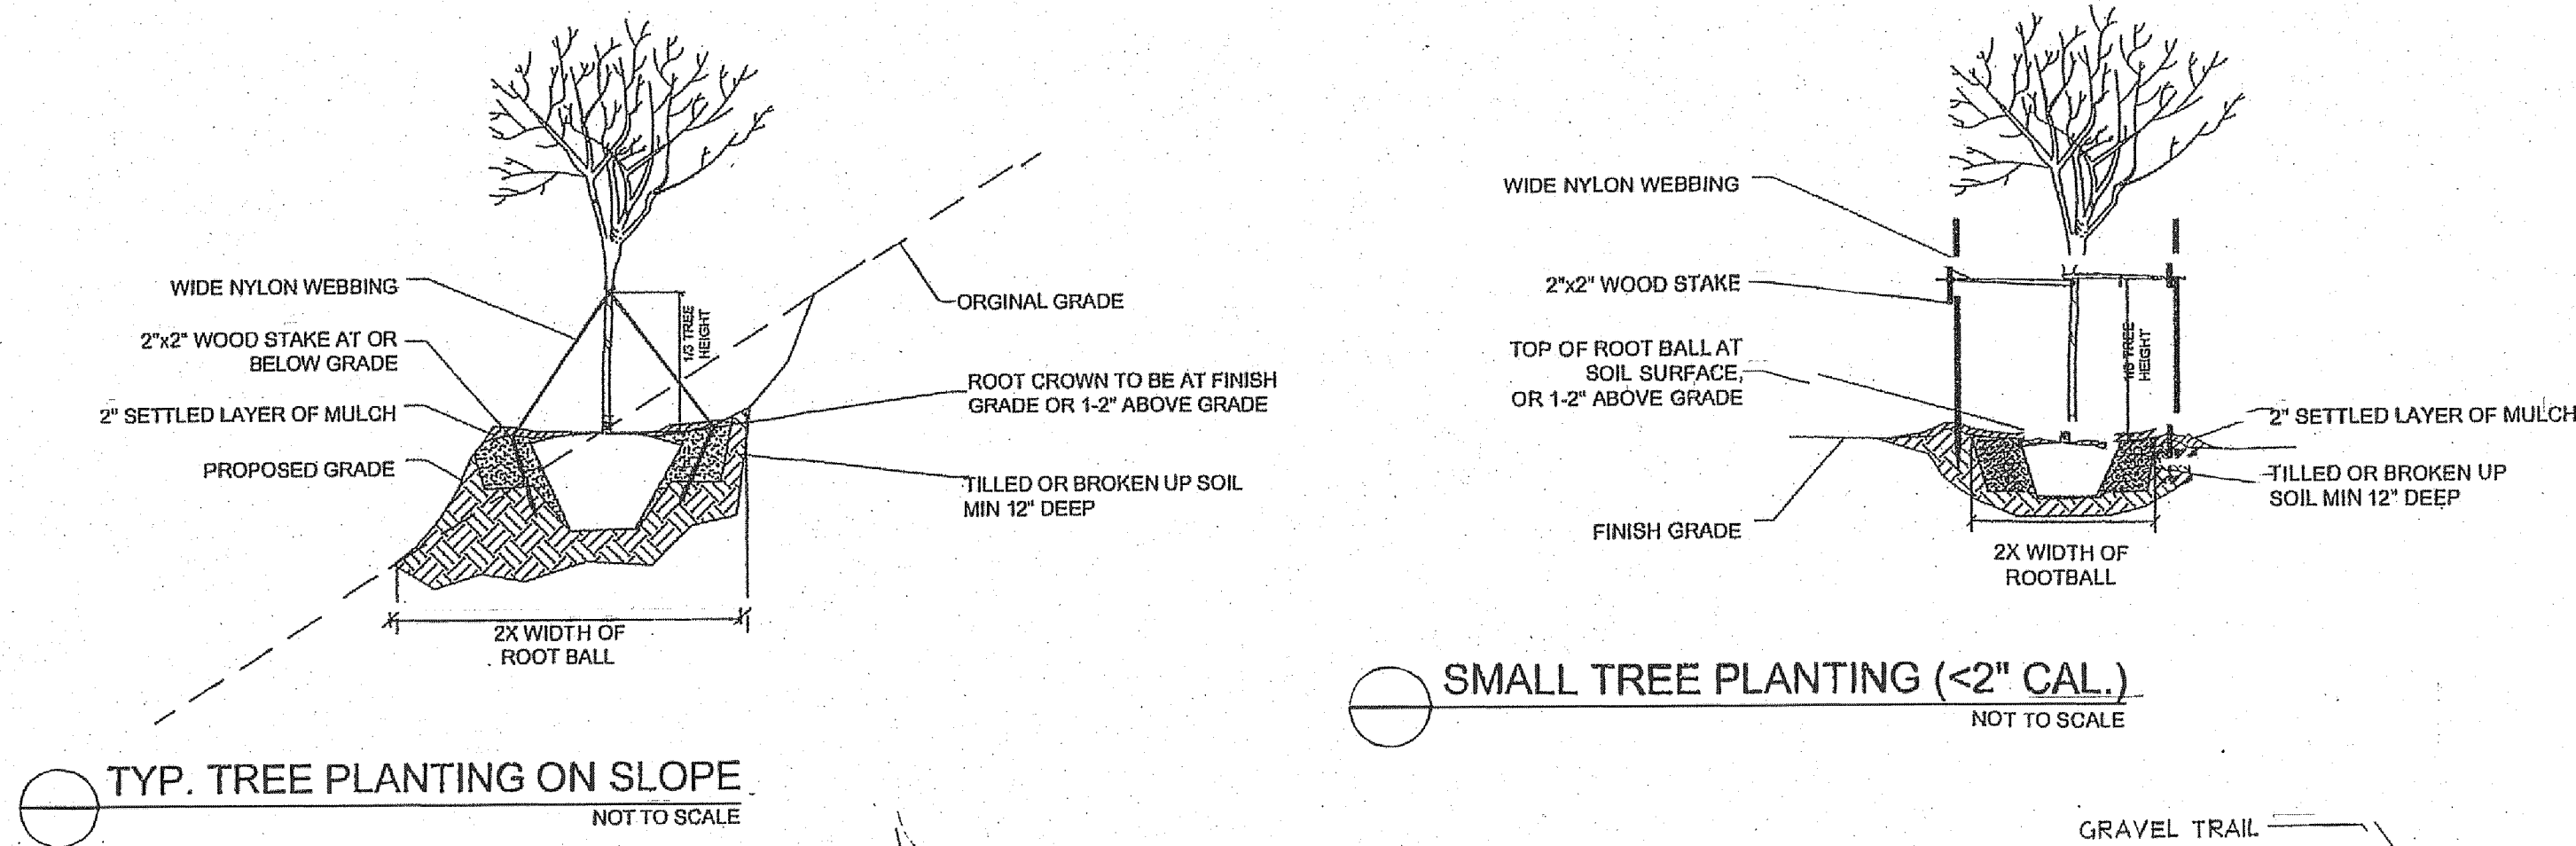 WIDE NYLON WEBBING
2"x2" WOOD STAKE AT OR
BELOW GRADE
2" SETTLED LAYER OF MULCH
PROPOSED GRADE
1/3 TREE
HEIGHT
ORGINAL GRADE
ROOT CROWN TO BE AT FINISH
GRADE OR 1-2" ABOVE GRADE
TILLED OR BROKEN UP SOIL
MIN 12" DEEP
2X WIDTH OF
ROOT BALL
TYP. TREE PLANTING ON SLOPE
NOT TO SCALE
WIDE NYLON WEBBING
2"x2" WOOD STAKE
TOP OF ROOT BALL AT
SOIL SURFACE,
OR 1-2" ABOVE GRADE
FINISH GRADE
1/3 TREE
HEIGHT
2" SETTLED LAYER OF MULCH
TILLED OR BROKEN UP
SOIL MIN 12" DEEP
2X WIDTH OF
ROOTBALL
SMALL TREE PLANTING (<2" CAL.)
NOT TO SCALE
GRAVEL TRAIL